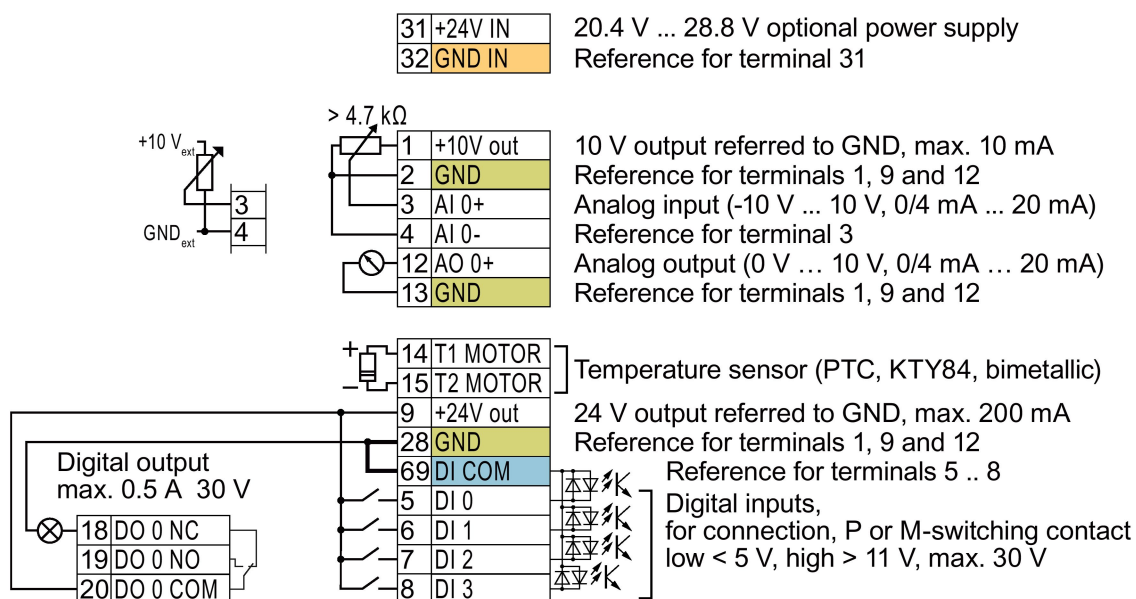 31 +24V IN 20.4 V ... 28.8 V optional power supply
32 GND IN Reference for terminal 31
> 4.7 kΩ
+10 Vext
3
4
GNDext
1 +10V out 10 V output referred to GND, max. 10 mA
2 GND Reference for terminals 1, 9 and 12
3 AI 0+ Analog input (-10 V ... 10 V, 0/4 mA ... 20 mA)
4 AI 0- Reference for terminal 3
12 AO 0+ Analog output (0 V … 10 V, 0/4 mA … 20 mA)
13 GND Reference for terminals 1, 9 and 12
+ 14 T1 MOTOR
− 15 T2 MOTOR
Temperature sensor (PTC, KTY84, bimetallic)
9 +24V out 24 V output referred to GND, max. 200 mA
28 GND Reference for terminals 1, 9 and 12
69 DI COM Reference for terminals 5 .. 8
5 DI 0
6 DI 1
7 DI 2
8 DI 3
Digital inputs,
for connection, P or M-switching contact
low < 5 V, high > 11 V, max. 30 V
Digital output
max. 0.5 A 30 V
18 DO 0 NC
19 DO 0 NO
20 DO 0 COM